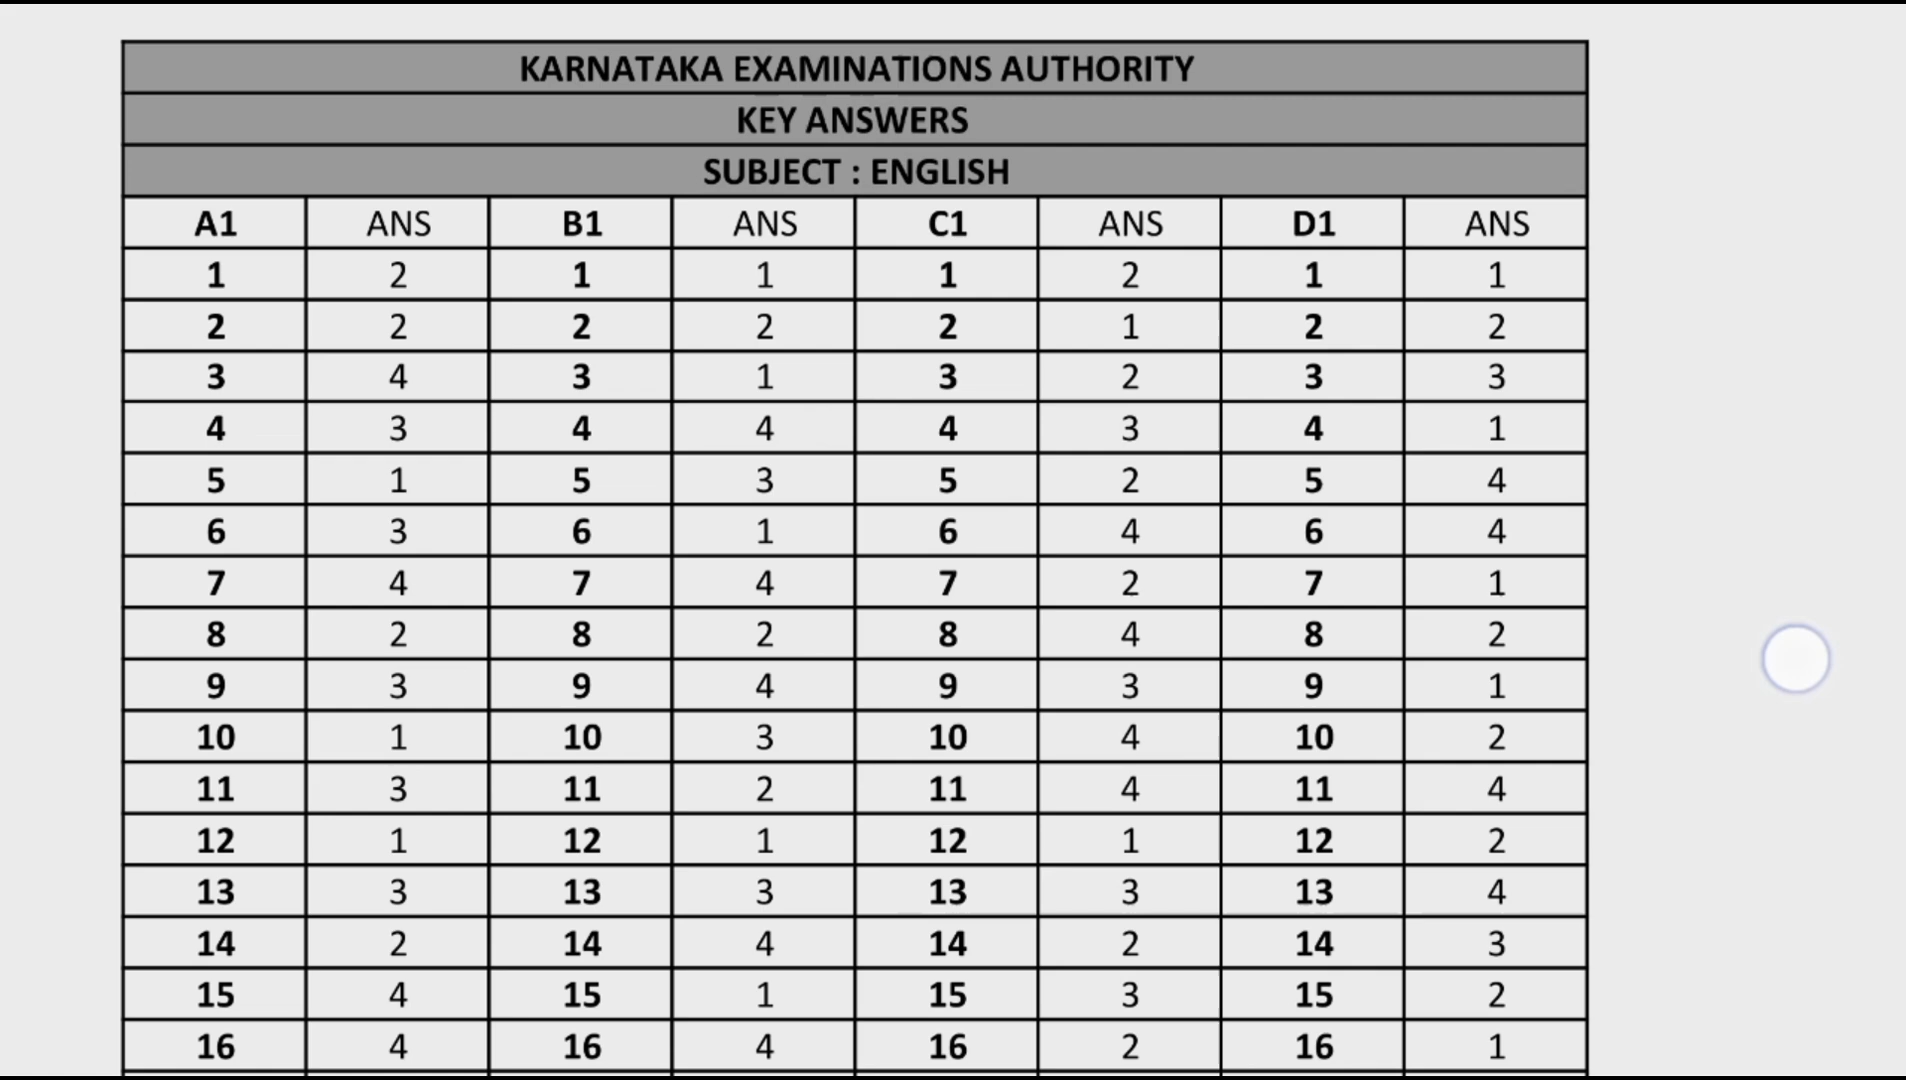 KARNATAKA EXAMINATIONS AUTHORITY
KEY ANSWERS
SUBJECT : ENGLISH
A1 ANS B1 ANS C1 ANS D1 ANS
1 2 1 1 1 2 1 1
2 2 2 2 2 1 2 2
3 4 3 1 3 2 3 3
4 3 4 4 4 3 4 1
5 1 5 3 5 2 5 4
6 3 6 1 6 4 6 4
7 4 7 4 7 2 7 1
8 2 8 2 8 4 8 2
9 3 9 4 9 3 9 1
10 1 10 3 10 4 10 2
11 3 11 2 11 4 11 4
12 1 12 1 12 1 12 2
13 3 13 3 13 3 13 4
14 2 14 4 14 2 14 3
15 4 15 1 15 3 15 2
16 4 16 4 16 2 16 1